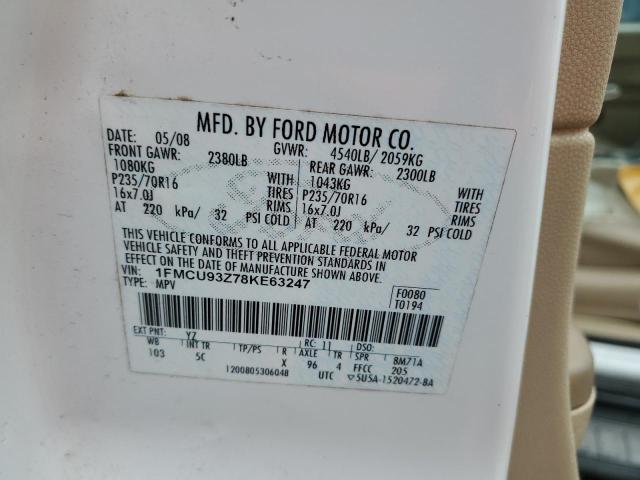 MFD. BY FORD MOTOR CO.
DATE: 05/08 GVWR: 4540LB/ 2059KG
FRONT GAWR: 2380LB REAR GAWR: 2300LB
1080KG WITH 1043KG WITH
P235/70R16 TIRES P235/70R16 TIRES
16x7.0J RIMS 16x7.0J RIMS
AT 220 kPa/ 32 PSI COLD AT 220 kPa/ 32 PSI COLD
THIS VEHICLE CONFORMS TO ALL APPLICABLE FEDERAL MOTOR
VEHICLE SAFETY AND THEFT PREVENTION STANDARDS IN
EFFECT ON THE DATE OF MANUFACTURE SHOWN ABOVE.
VIN: 1FMCU93Z78KE63247 F0080
TYPE: MPV T0194
EXT PNT: YZ RC: 11 DSO:
WB INT TR TP/PS R AXLE TR SPR 8M71A
103 5C X 96 4 FFCC 205
1200805306048 UTC ▽5U5A-1520472-BA